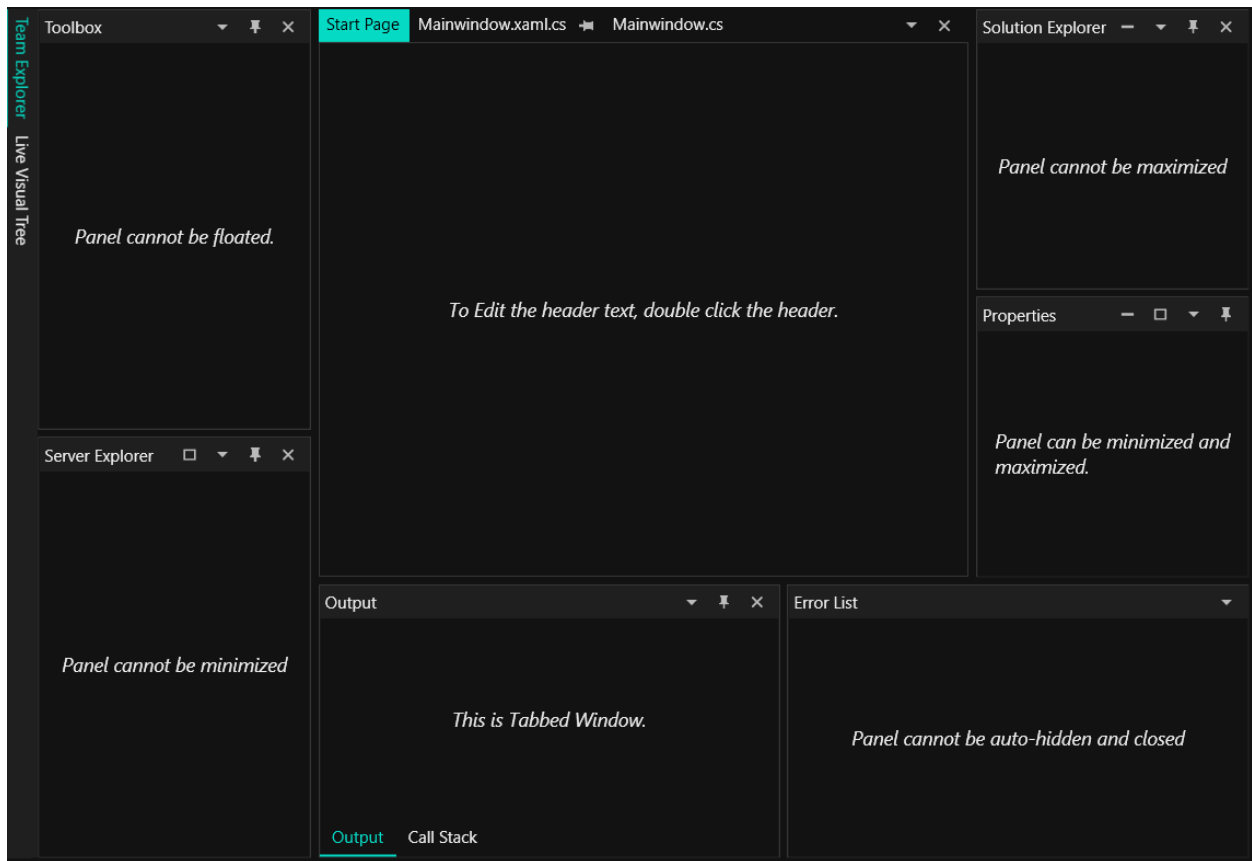 Team Explorer
Live Visual Tree
Toolbox
Panel cannot be floated.
Server Explorer
Panel cannot be minimized
Start Page
Mainwindow.xaml.cs
Mainwindow.cs
To Edit the header text, double click the header.
Output
This is Tabbed Window.
Output
Call Stack
Solution Explorer
Panel cannot be maximized
Properties
Panel can be minimized and
maximized.
Error List
Panel cannot be auto-hidden and closed